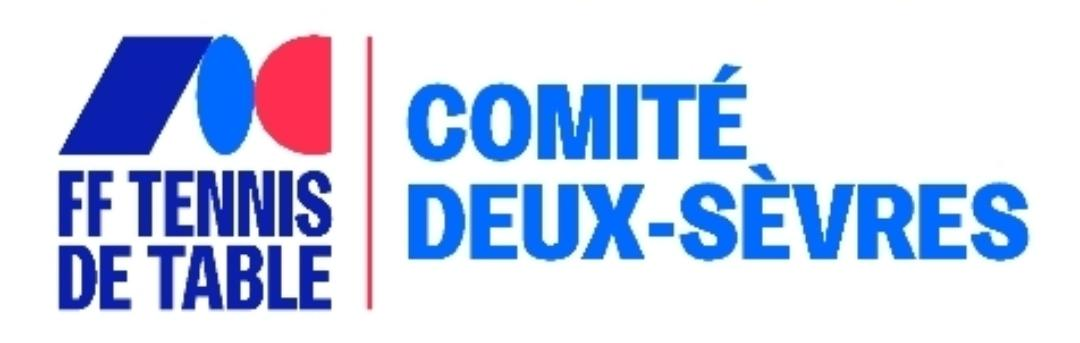 FF TENNIS
DE TABLE
COMITÉ
DEUX-SÈVRES